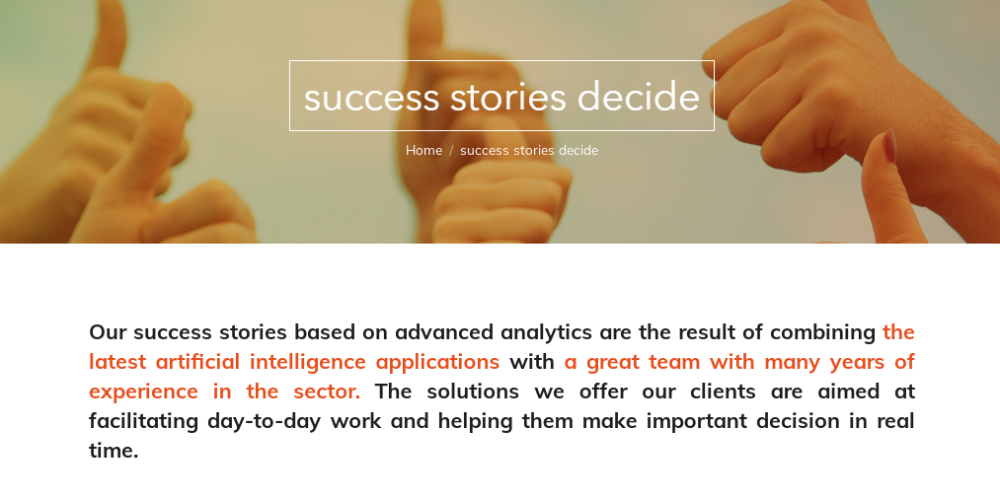 success stories decide
Home / success stories decide
Our success stories based on advanced analytics are the result of combining the
latest artificial intelligence applications with a great team with many years of
experience in the sector. The solutions we offer our clients are aimed at
facilitating day-to-day work and helping them make important decision in real
time.